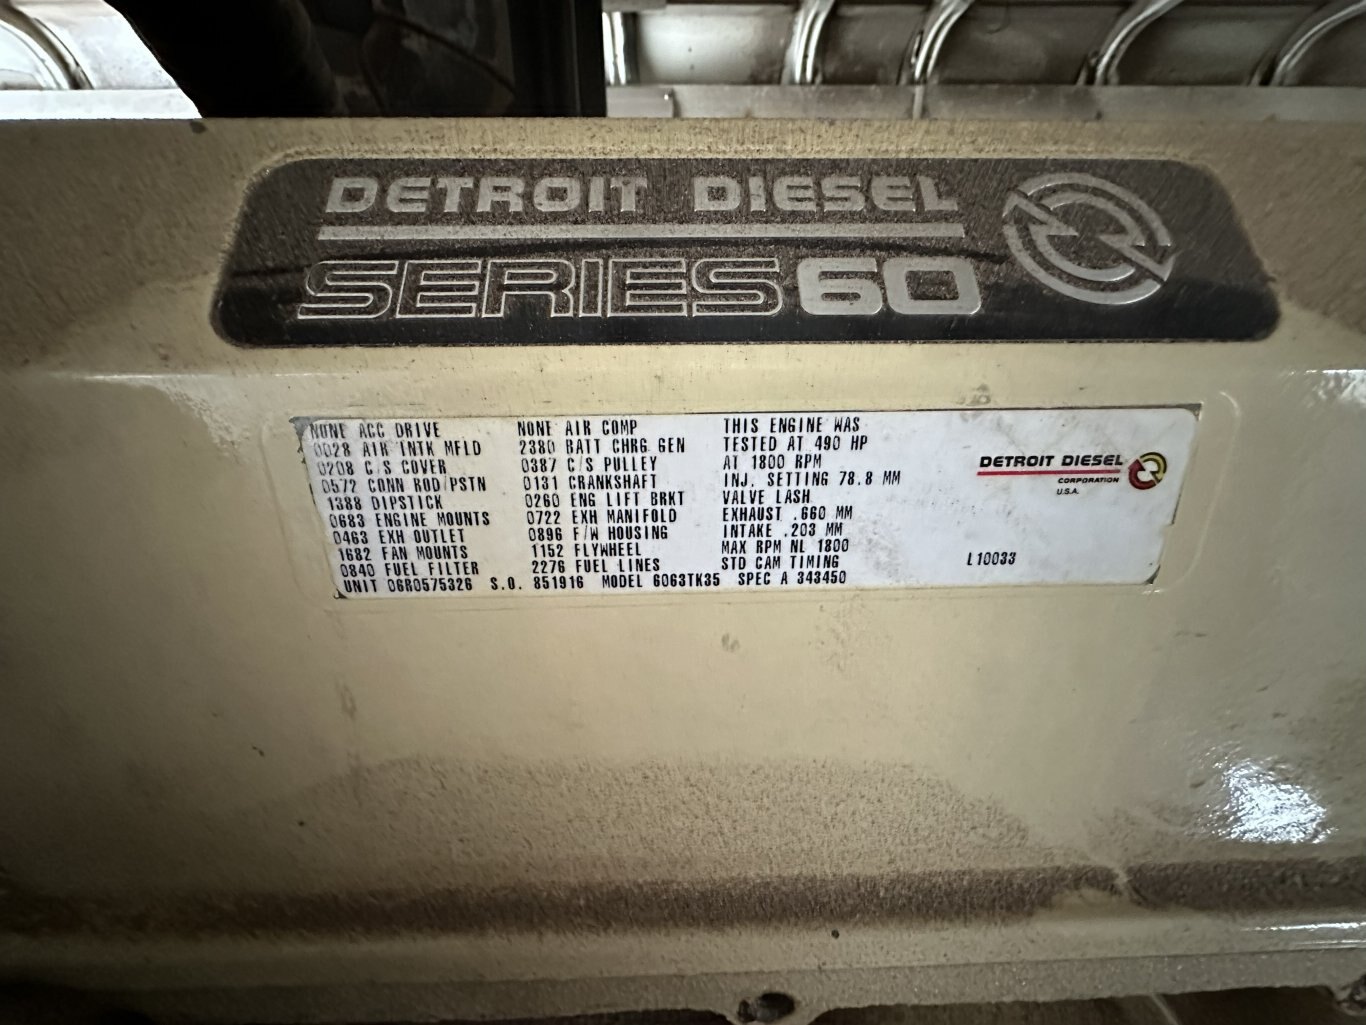 DETROIT DIESEL
SERIES 60
NONE ACC DRIVE
0028 AIR INTK MFLD
0208 C/S COVER
0572 CONN ROD/PSTN
1388 DIPSTICK
0683 ENGINE MOUNTS
0463 EXH OUTLET
1682 FAN MOUNTS
0840 FUEL FILTER
NONE AIR COMP
2380 BATT CHRG GEN
0387 C/S PULLEY
0131 CRANKSHAFT
0260 ENG LIFT BRKT
0722 EXH MANIFOLD
0896 F/W HOUSING
1152 FLYWHEEL
2276 FUEL LINES
THIS ENGINE WAS
TESTED AT 490 HP
AT 1800 RPM
INJ. SETTING 78.8 MM
VALVE LASH
EXHAUST .660 MM
INTAKE .203 MM
MAX RPM NL 1800
STD CAM TIMING
DETROIT DIESEL
CORPORATION
U.S.A.
L10033
UNIT 06R0575326 S.O. 851916 MODEL 6063TK35 SPEC A 343450